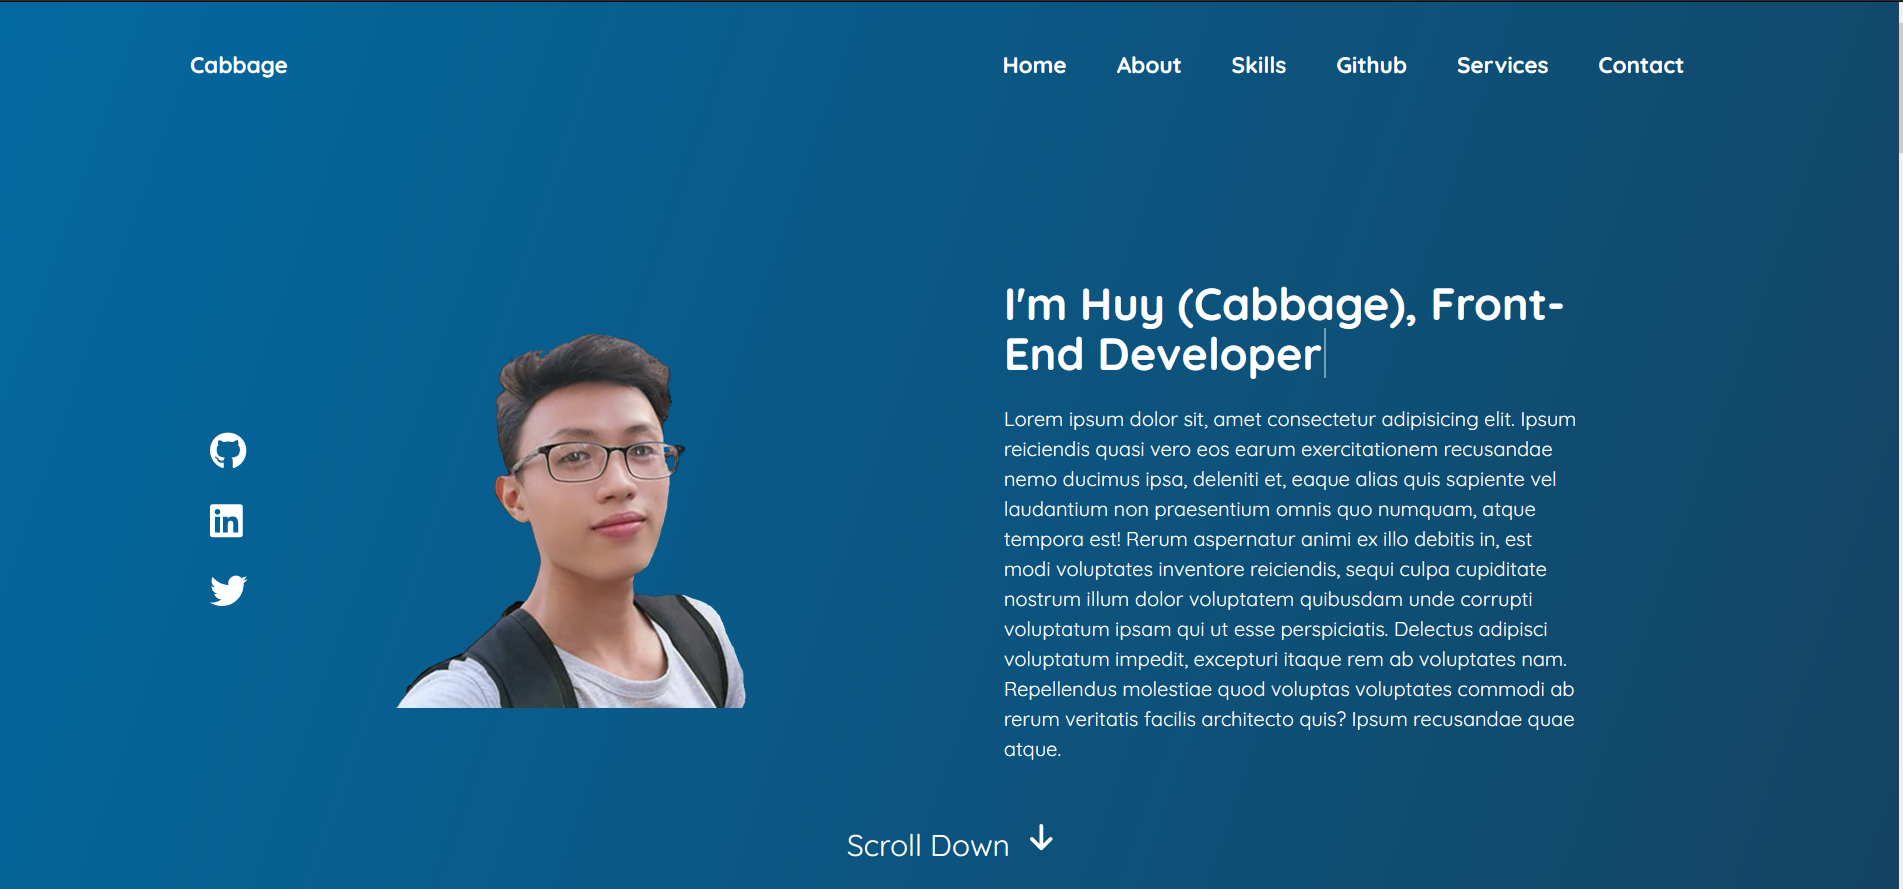 Cabbage
Home About Skills Github Services Contact
I'm Huy (Cabbage), Front-
End Developer
Lorem ipsum dolor sit, amet consectetur adipisicing elit. Ipsum
reiciendis quasi vero eos earum exercitationem recusandae
nemo ducimus ipsa, deleniti et, eaque alias quis sapiente vel
laudantium non praesentium omnis quo numquam, atque
tempora est! Rerum aspernatur animi ex illo debitis in, est
modi voluptates inventore reiciendis, sequi culpa cupiditate
nostrum illum dolor voluptatem quibusdam unde corrupti
voluptatum ipsam qui ut esse perspiciatis. Delectus adipisci
voluptatum impedit, excepturi itaque rem ab voluptates nam.
Repellendus molestiae quod voluptas voluptates commodi ab
rerum veritatis facilis architecto quis? Ipsum recusandae quae
atque.
Scroll Down